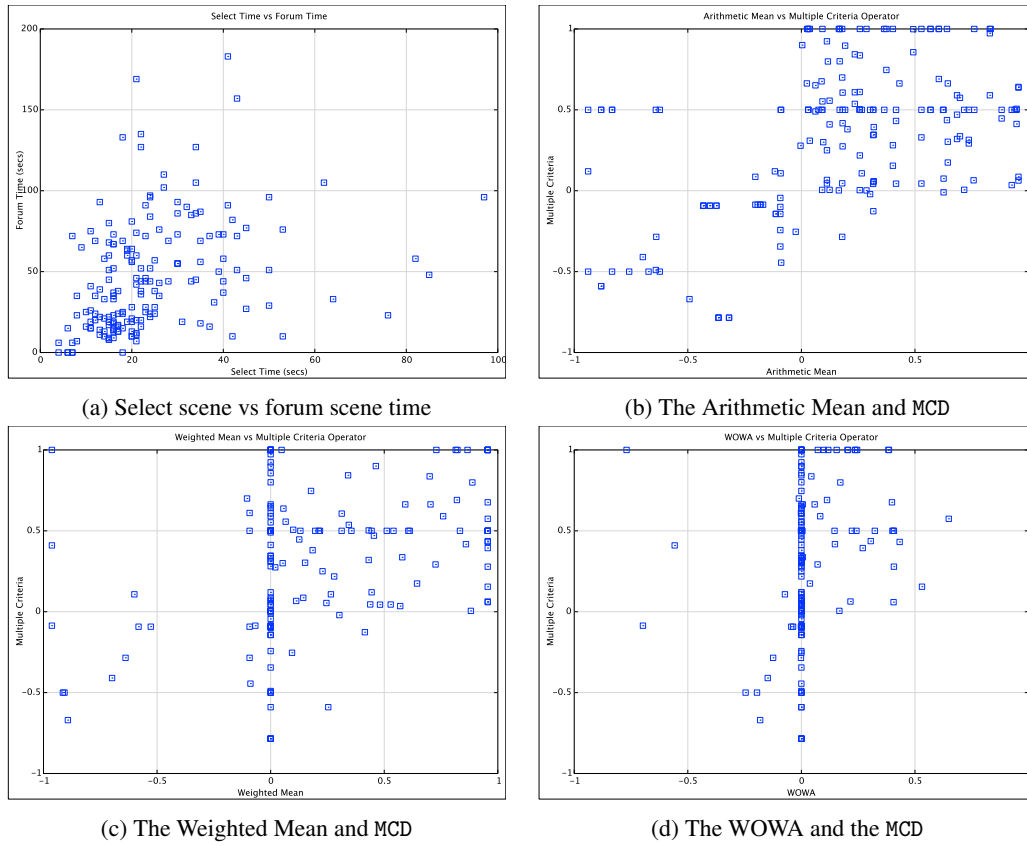 Select Time vs Forum Time
200
150
100
50
0
Forum Time (secs)
0 20 40 60 80 100
Select Time (secs)
(a) Select scene vs forum scene time
Arithmetic Mean vs Multiple Criteria Operator
1
0.5
0
−0.5
−1
Multiple Criteria
−1 −0.5 0 0.5
Arithmetic Mean
(b) The Arithmetic Mean and MCD
Weighted Mean vs Multiple Criteria Operator
1
0.5
0
−0.5
−1
Multiple Criteria
−1 −0.5 0 0.5 1
Weighted Mean
(c) The Weighted Mean and MCD
WOWA vs Multiple Criteria Operator
1
0.5
0
−0.5
−1
Multiple Criteria
−1 −0.5 0 0.5
WOWA
(d) The WOWA and the MCD